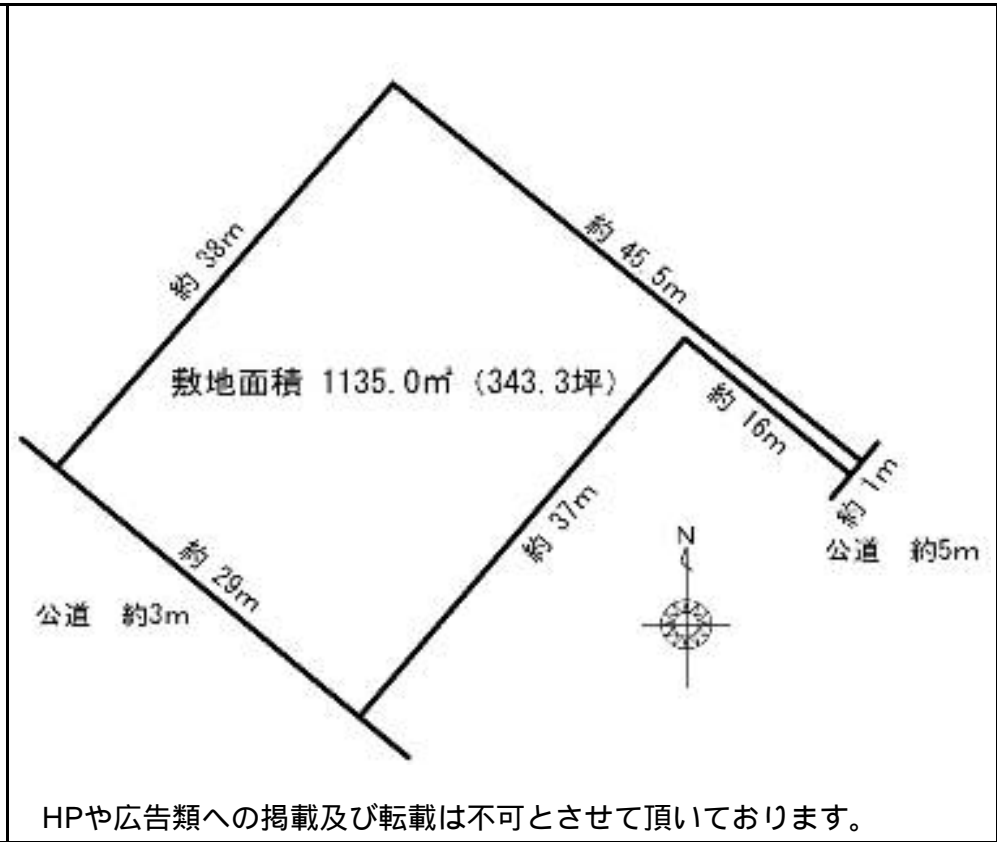 約 38m
約 45.5m
敷地面積 1135.0㎡ (343.3坪)
約 16m
約 1m
約 37m
N
公道 約5m
約 29m
公道 約3m
HPや広告類への掲載及び転載は不可とさせて頂いております。